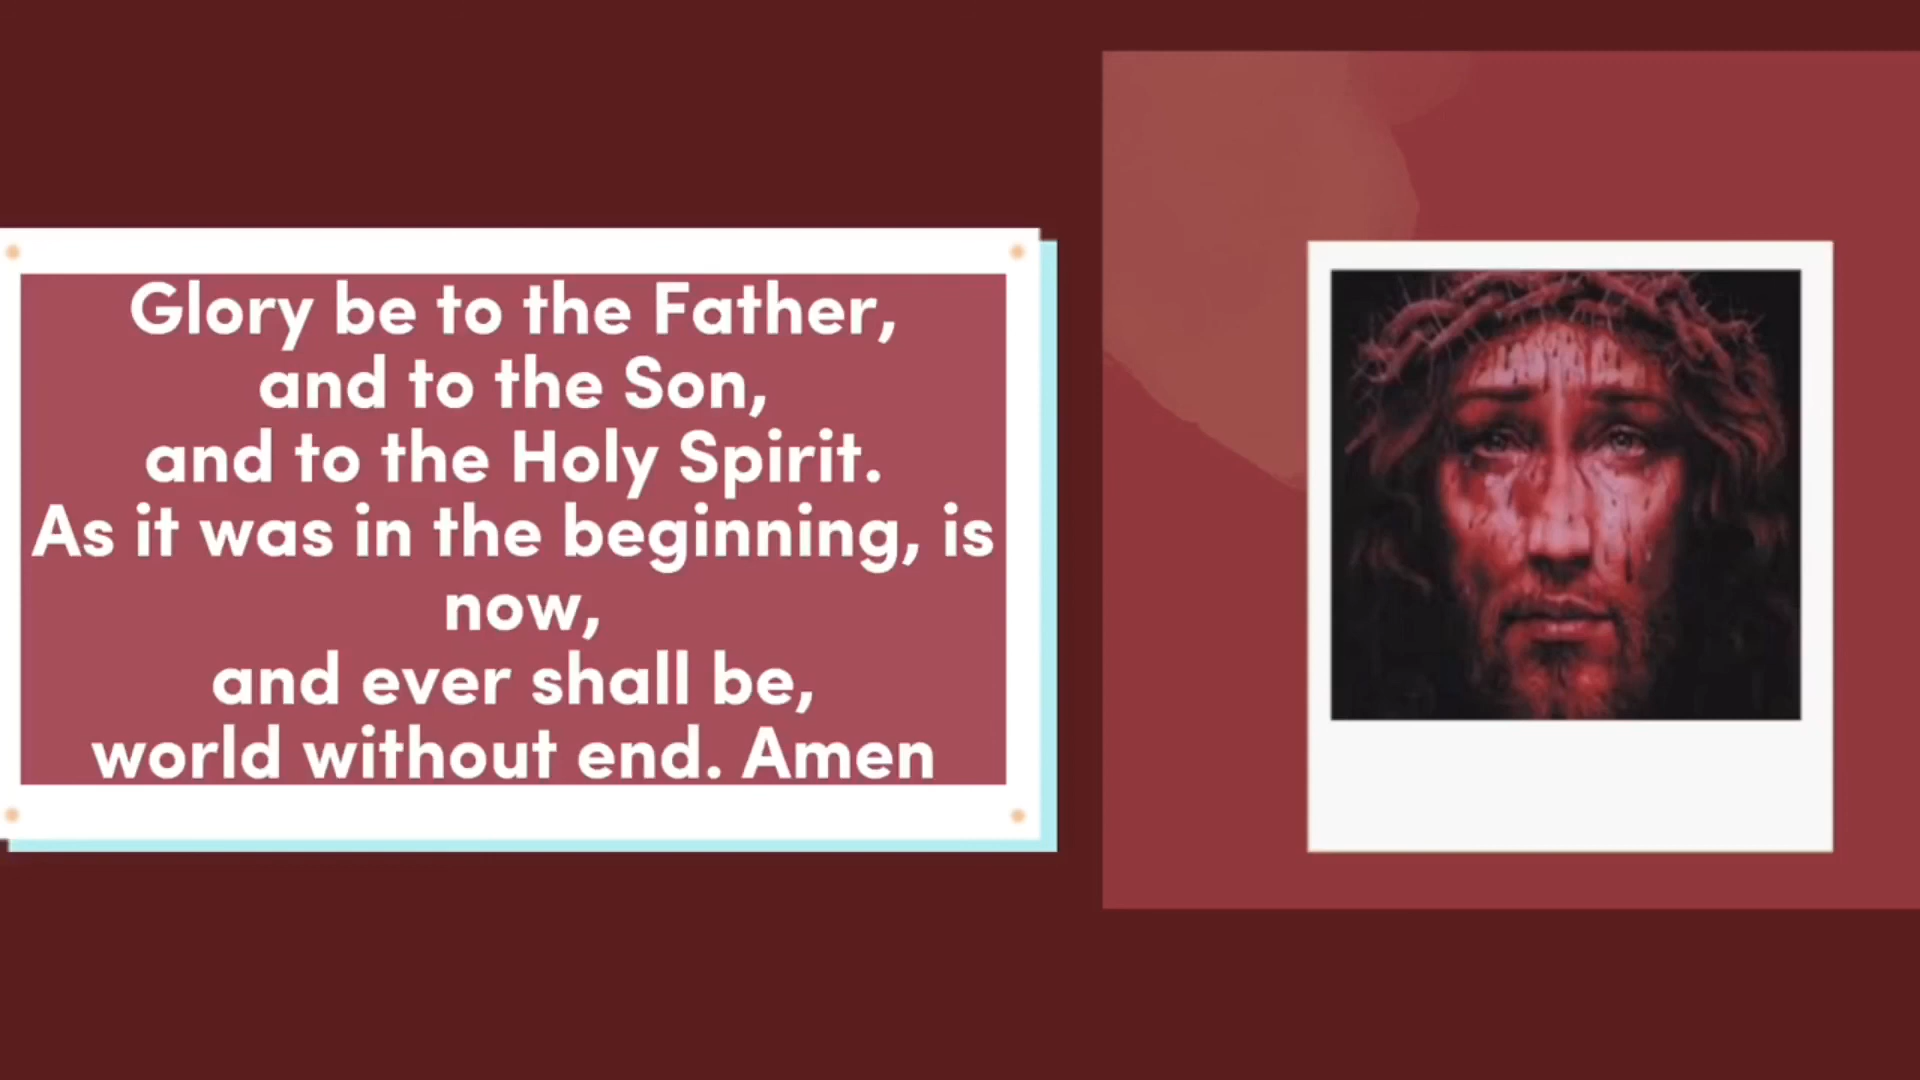 Glory be to the Father,
and to the Son,
and to the Holy Spirit.
As it was in the beginning, is
now,
and ever shall be,
world without end. Amen